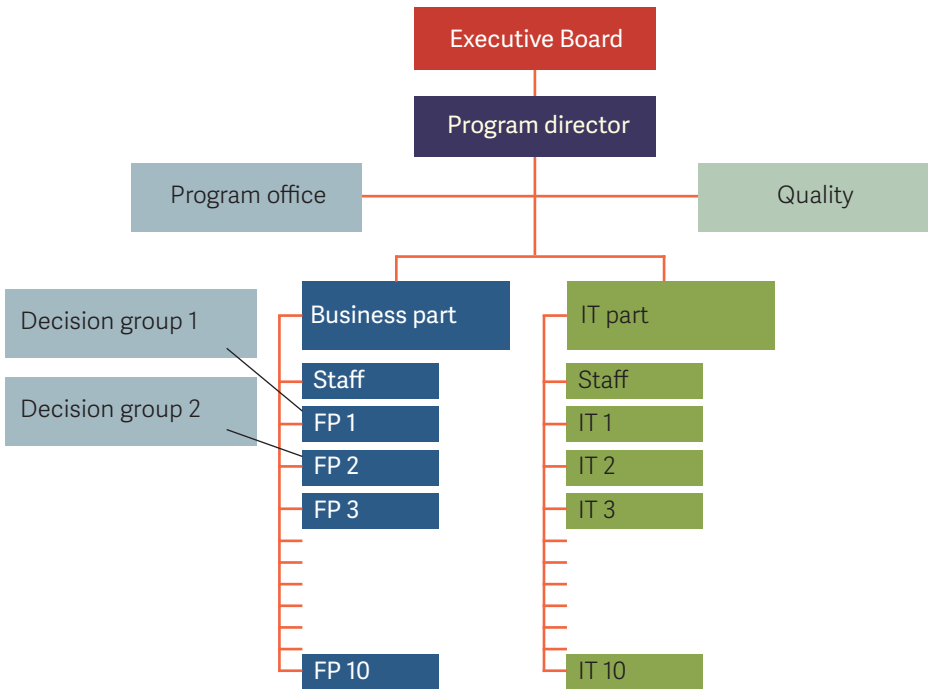 Executive Board
Program director
Program office
Quality
Decision group 1
Decision group 2
Business part
Staff
FP 1
FP 2
FP 3
FP 10
IT part
Staff
IT 1
IT 2
IT 3
IT 10